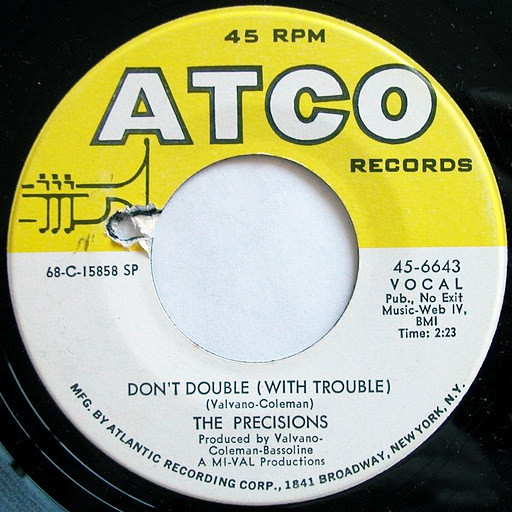 45 RPM
ATCO
RECORDS
68-C-15858 SP
45-6643
VOCAL
Pub., No Exit
Music-Web IV,
BMI
Time: 2:23
DON'T DOUBLE (WITH TROUBLE)
(Valvano-Coleman)
THE PRECISIONS
Produced by Valvano-
Coleman-Bassoline
A MI-VAL Productions
MFG. BY ATLANTIC RECORDING CORP., 1841 BROADWAY, NEW YORK, N.Y.